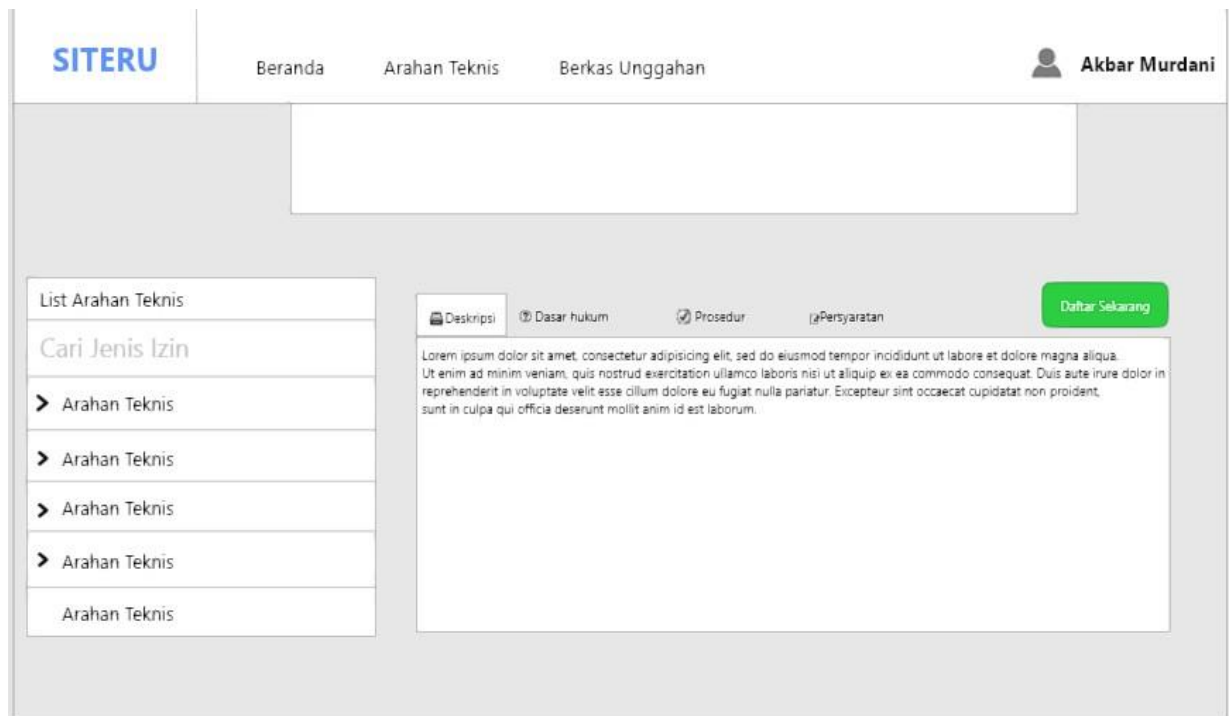 SITERU
Beranda
Arahan Teknis
Berkas Unggahan
Akbar Murdani
List Arahan Teknis
Cari Jenis Izin
Arahan Teknis
Arahan Teknis
Arahan Teknis
Arahan Teknis
Arahan Teknis
Deskripsi
Dasar hukum
Prosedur
Persyaratan
Daftar Sekarang
Lorem ipsum dolor sit amet, consectetur adipisicing elit, sed do eiusmod tempor incididunt ut labore et dolore magna aliqua.
Ut enim ad minim veniam, quis nostrud exercitation ullamco laboris nisi ut aliquip ex ea commodo consequat. Duis aute irure dolor in
reprehenderit in voluptate velit esse cillum dolore eu fugiat nulla pariatur. Excepteur sint occaecat cupidatat non proident,
sunt in culpa qui officia deserunt mollit anim id est laborum.